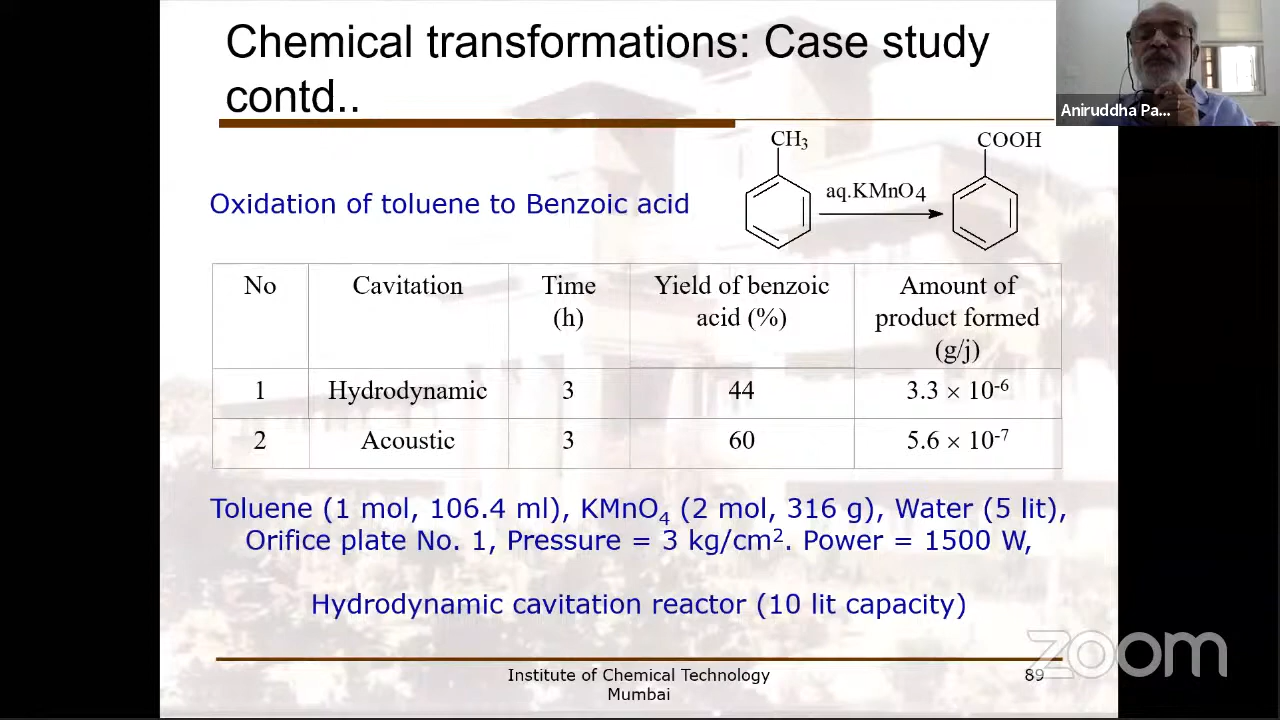 Chemical transformations: Case study
contd..
Aniruddha Pa...
CH3
COOH
Oxidation of toluene to Benzoic acid
aq.KMnO4
No
Cavitation
Time
(h)
Yield of benzoic
acid (%)
Amount of
product formed
(g/j)
1 Hydrodynamic 3 44 3.3 × 10-6
2 Acoustic 3 60 5.6 × 10-7
Toluene (1 mol, 106.4 ml), KMnO4 (2 mol, 316 g), Water (5 lit),
Orifice plate No. 1, Pressure = 3 kg/cm2. Power = 1500 W,
Hydrodynamic cavitation reactor (10 lit capacity)
zoom
Institute of Chemical Technology
Mumbai
89